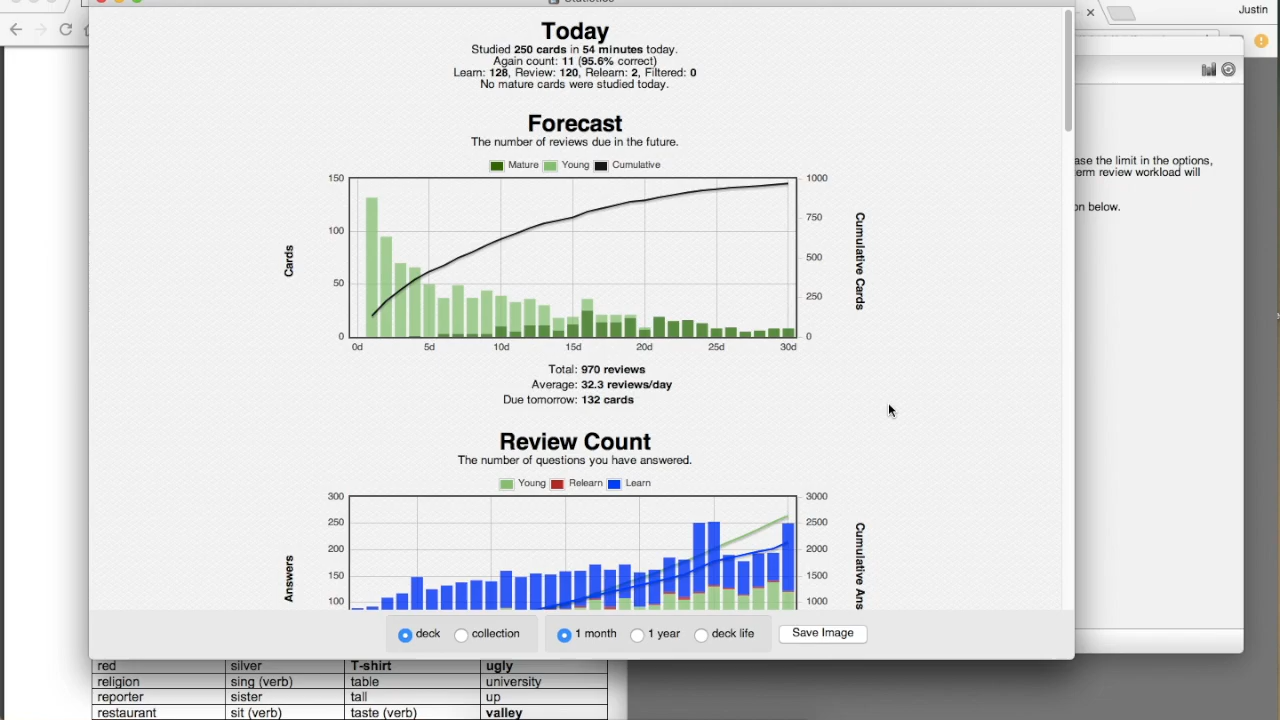 Statistics
Justin
Today
Studied 250 cards in 54 minutes today.
Again count: 11 (95.6% correct)
Learn: 128, Review: 120, Relearn: 2, Filtered: 0
No mature cards were studied today.
Forecast
The number of reviews due in the future.
Mature Young Cumulative
150 1000
100 750
50 500
0 250
0
Cards
Cumulative Cards
0d 5d 10d 15d 20d 25d 30d
Total: 970 reviews
Average: 32.3 reviews/day
Due tomorrow: 132 cards
Review Count
The number of questions you have answered.
Young Relearn Learn
300 3000
250 2500
200 2000
150 1500
100 1000
Answers
Cumulative Ans
deck collection 1 month 1 year deck life Save Image
ase the limit in the options,
erm review workload will
on below.
red silver T-shirt ugly
religion sing (verb) table university
reporter sister tall up
restaurant sit (verb) taste (verb) valley